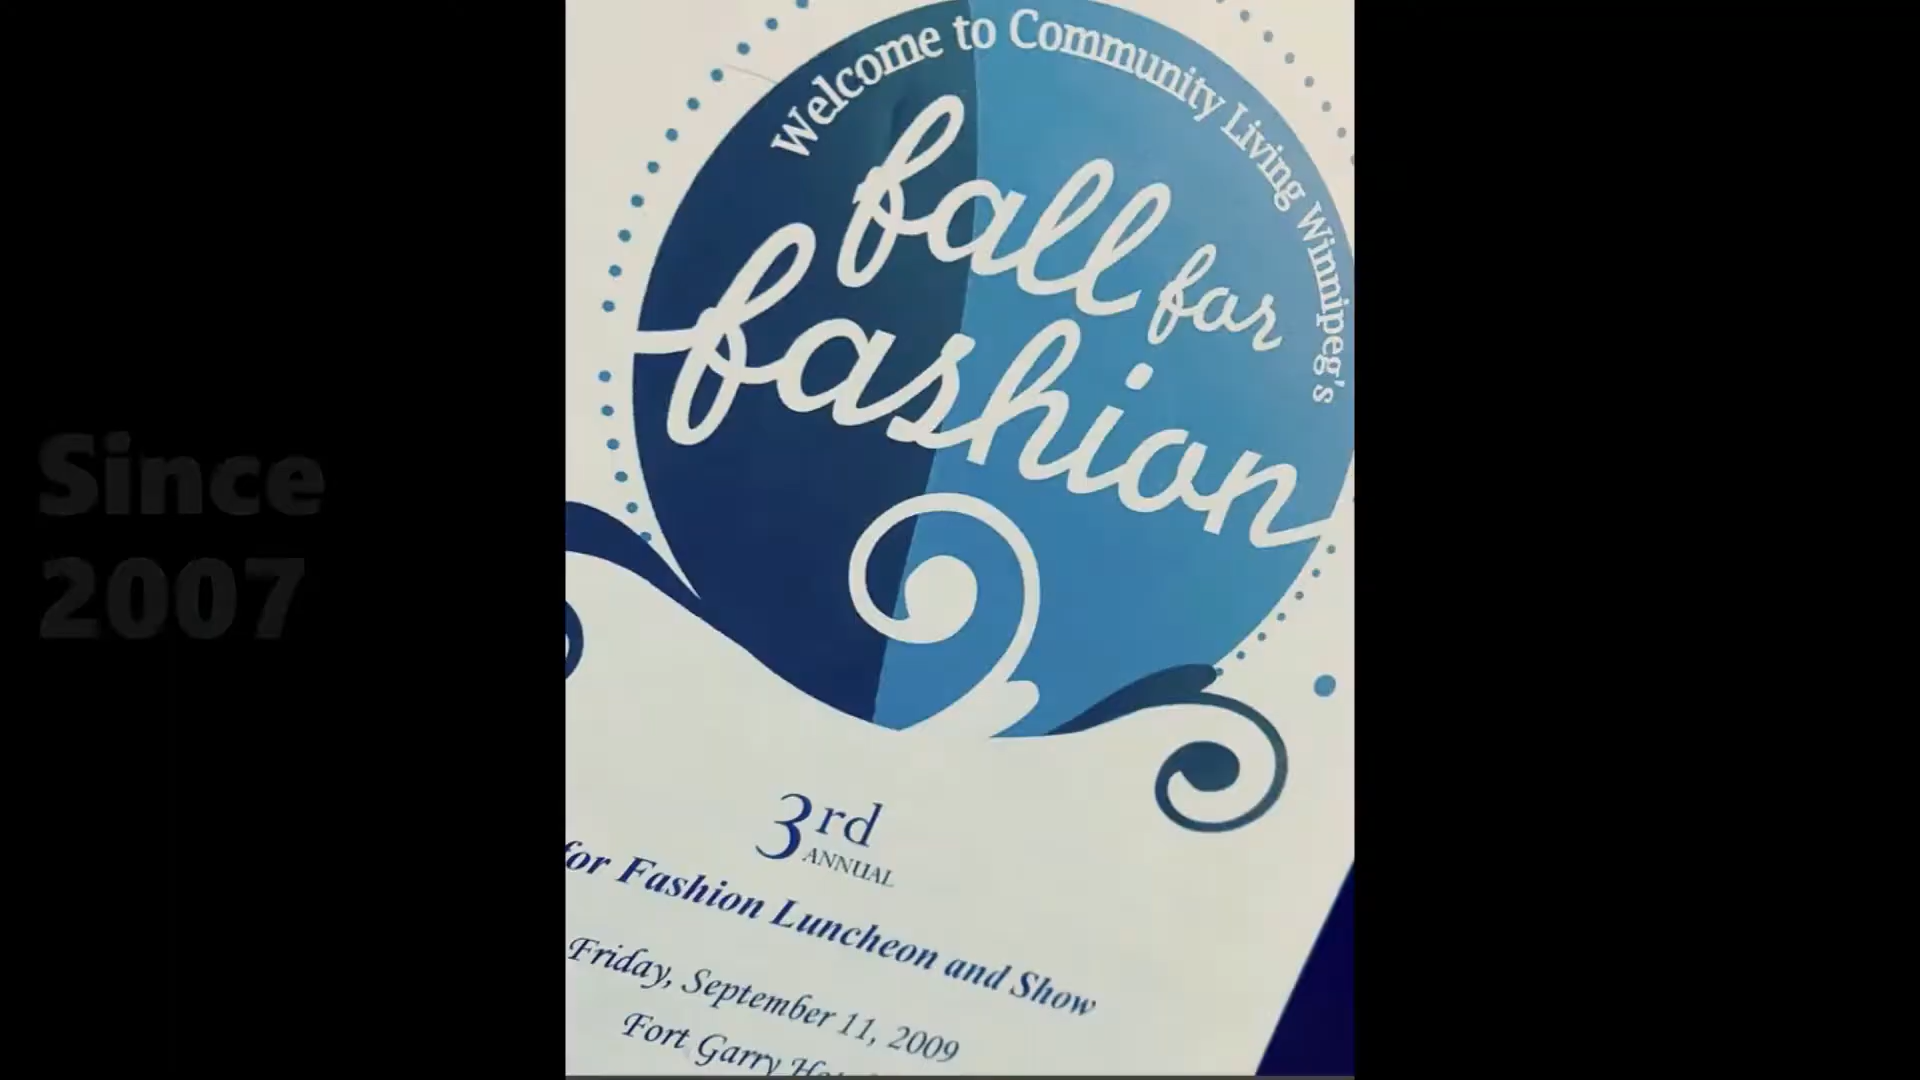 Since
2007
Welcome to Community Living Winnipeg's
fall for
fashion
3rd
ANNUAL
for Fashion Luncheon and Show
Friday, September 11, 2009
Fort Garry